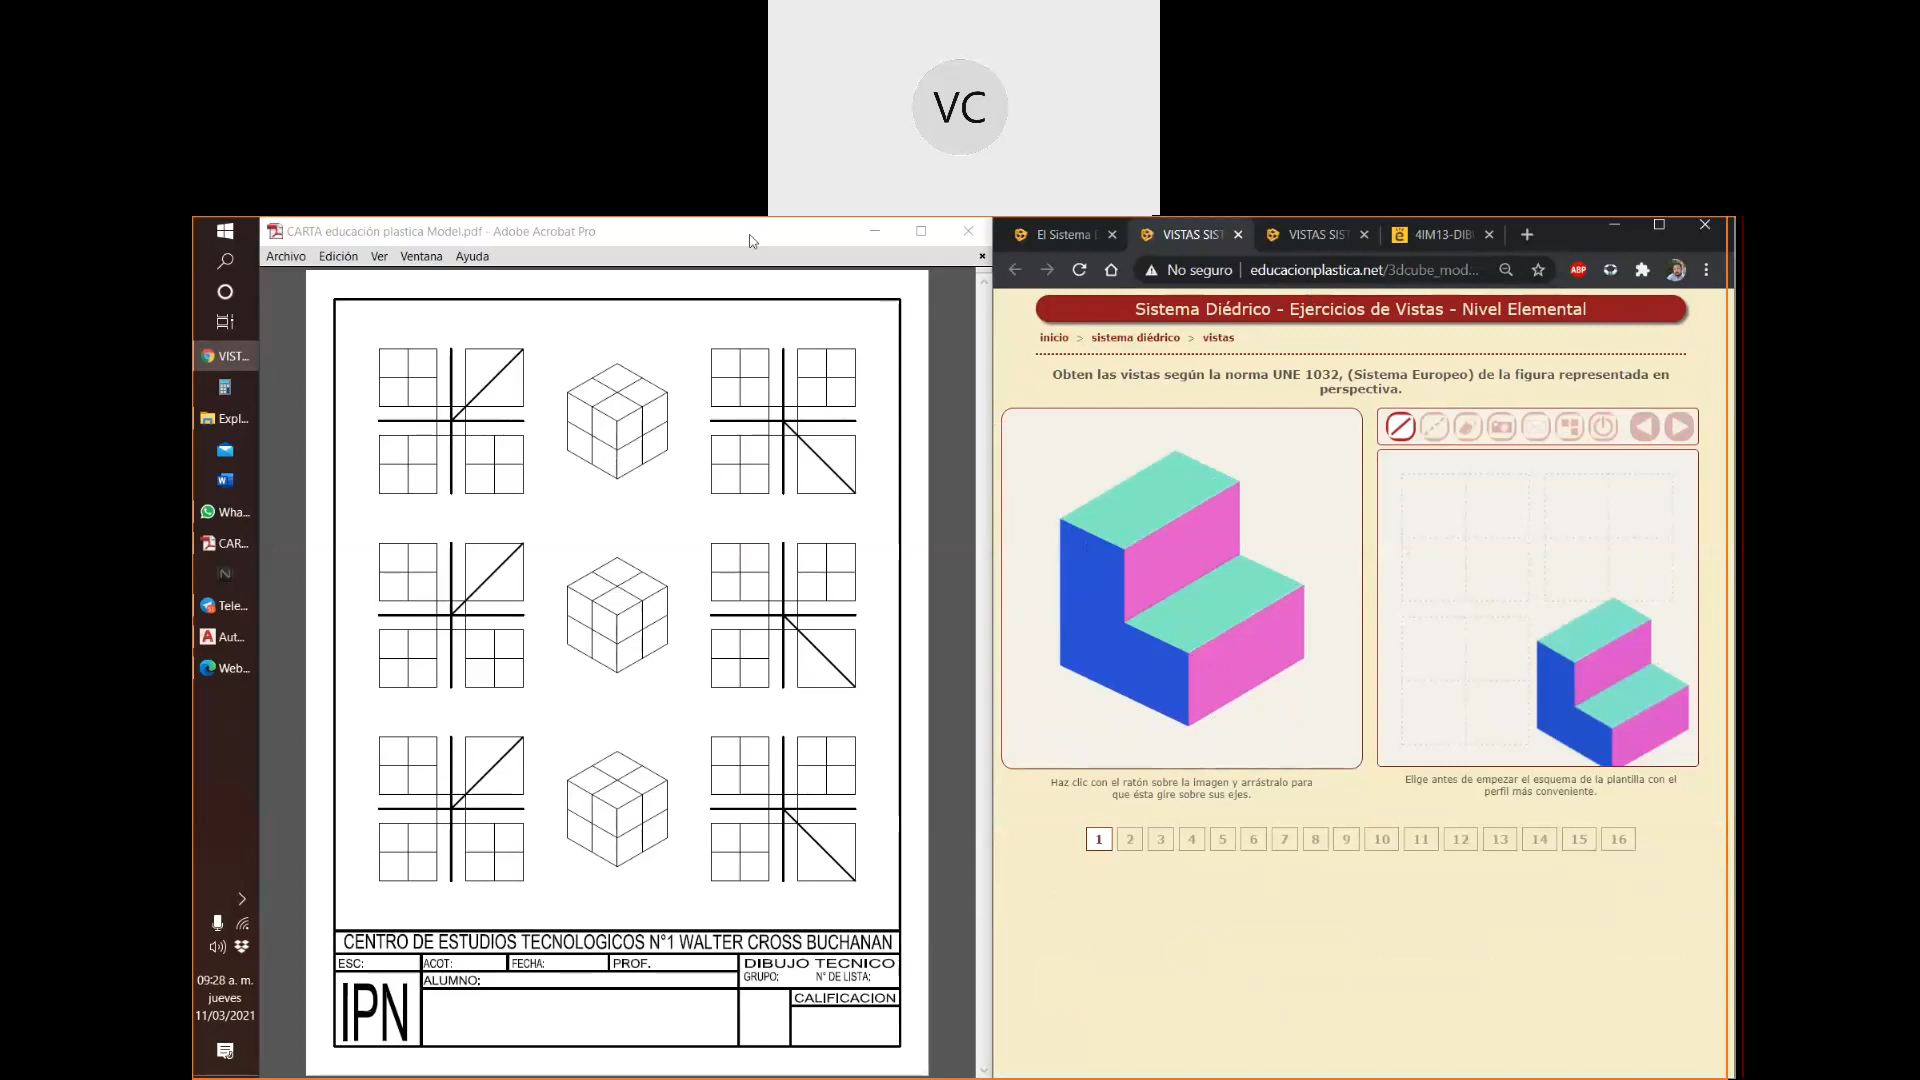 VC
CARTA educación plastica Model.pdf - Adobe Acrobat Pro
Archivo Edición Ver Ventana Ayuda
VIST...
Expl...
Wha...
CAR...
Tele...
Aut...
Web...
09:28 a. m.
jueves
11/03/2021
CENTRO DE ESTUDIOS TECNOLOGICOS N°1 WALTER CROSS BUCHANAN
ESC: ACOT: FECHA: PROF. DIBUJO TECNICO
GRUPO: N° DE LISTA:
ALUMNO:
CALIFICACION
IPN
El Sistema D VISTAS SIST VISTAS SIST 4IM13-DIBU
No seguro educacionplastica.net/3dcube_mod...
ABP
Sistema Diédrico - Ejercicios de Vistas - Nivel Elemental
inicio > sistema diédrico > vistas
Obten las vistas según la norma UNE 1032, (Sistema Europeo) de la figura representada en
perspectiva.
Haz clic con el ratón sobre la imagen y arrástralo para
que ésta gire sobre sus ejes.
Elige antes de empezar el esquema de la plantilla con el
perfil más conveniente.
1 2 3 4 5 6 7 8 9 10 11 12 13 14 15 16